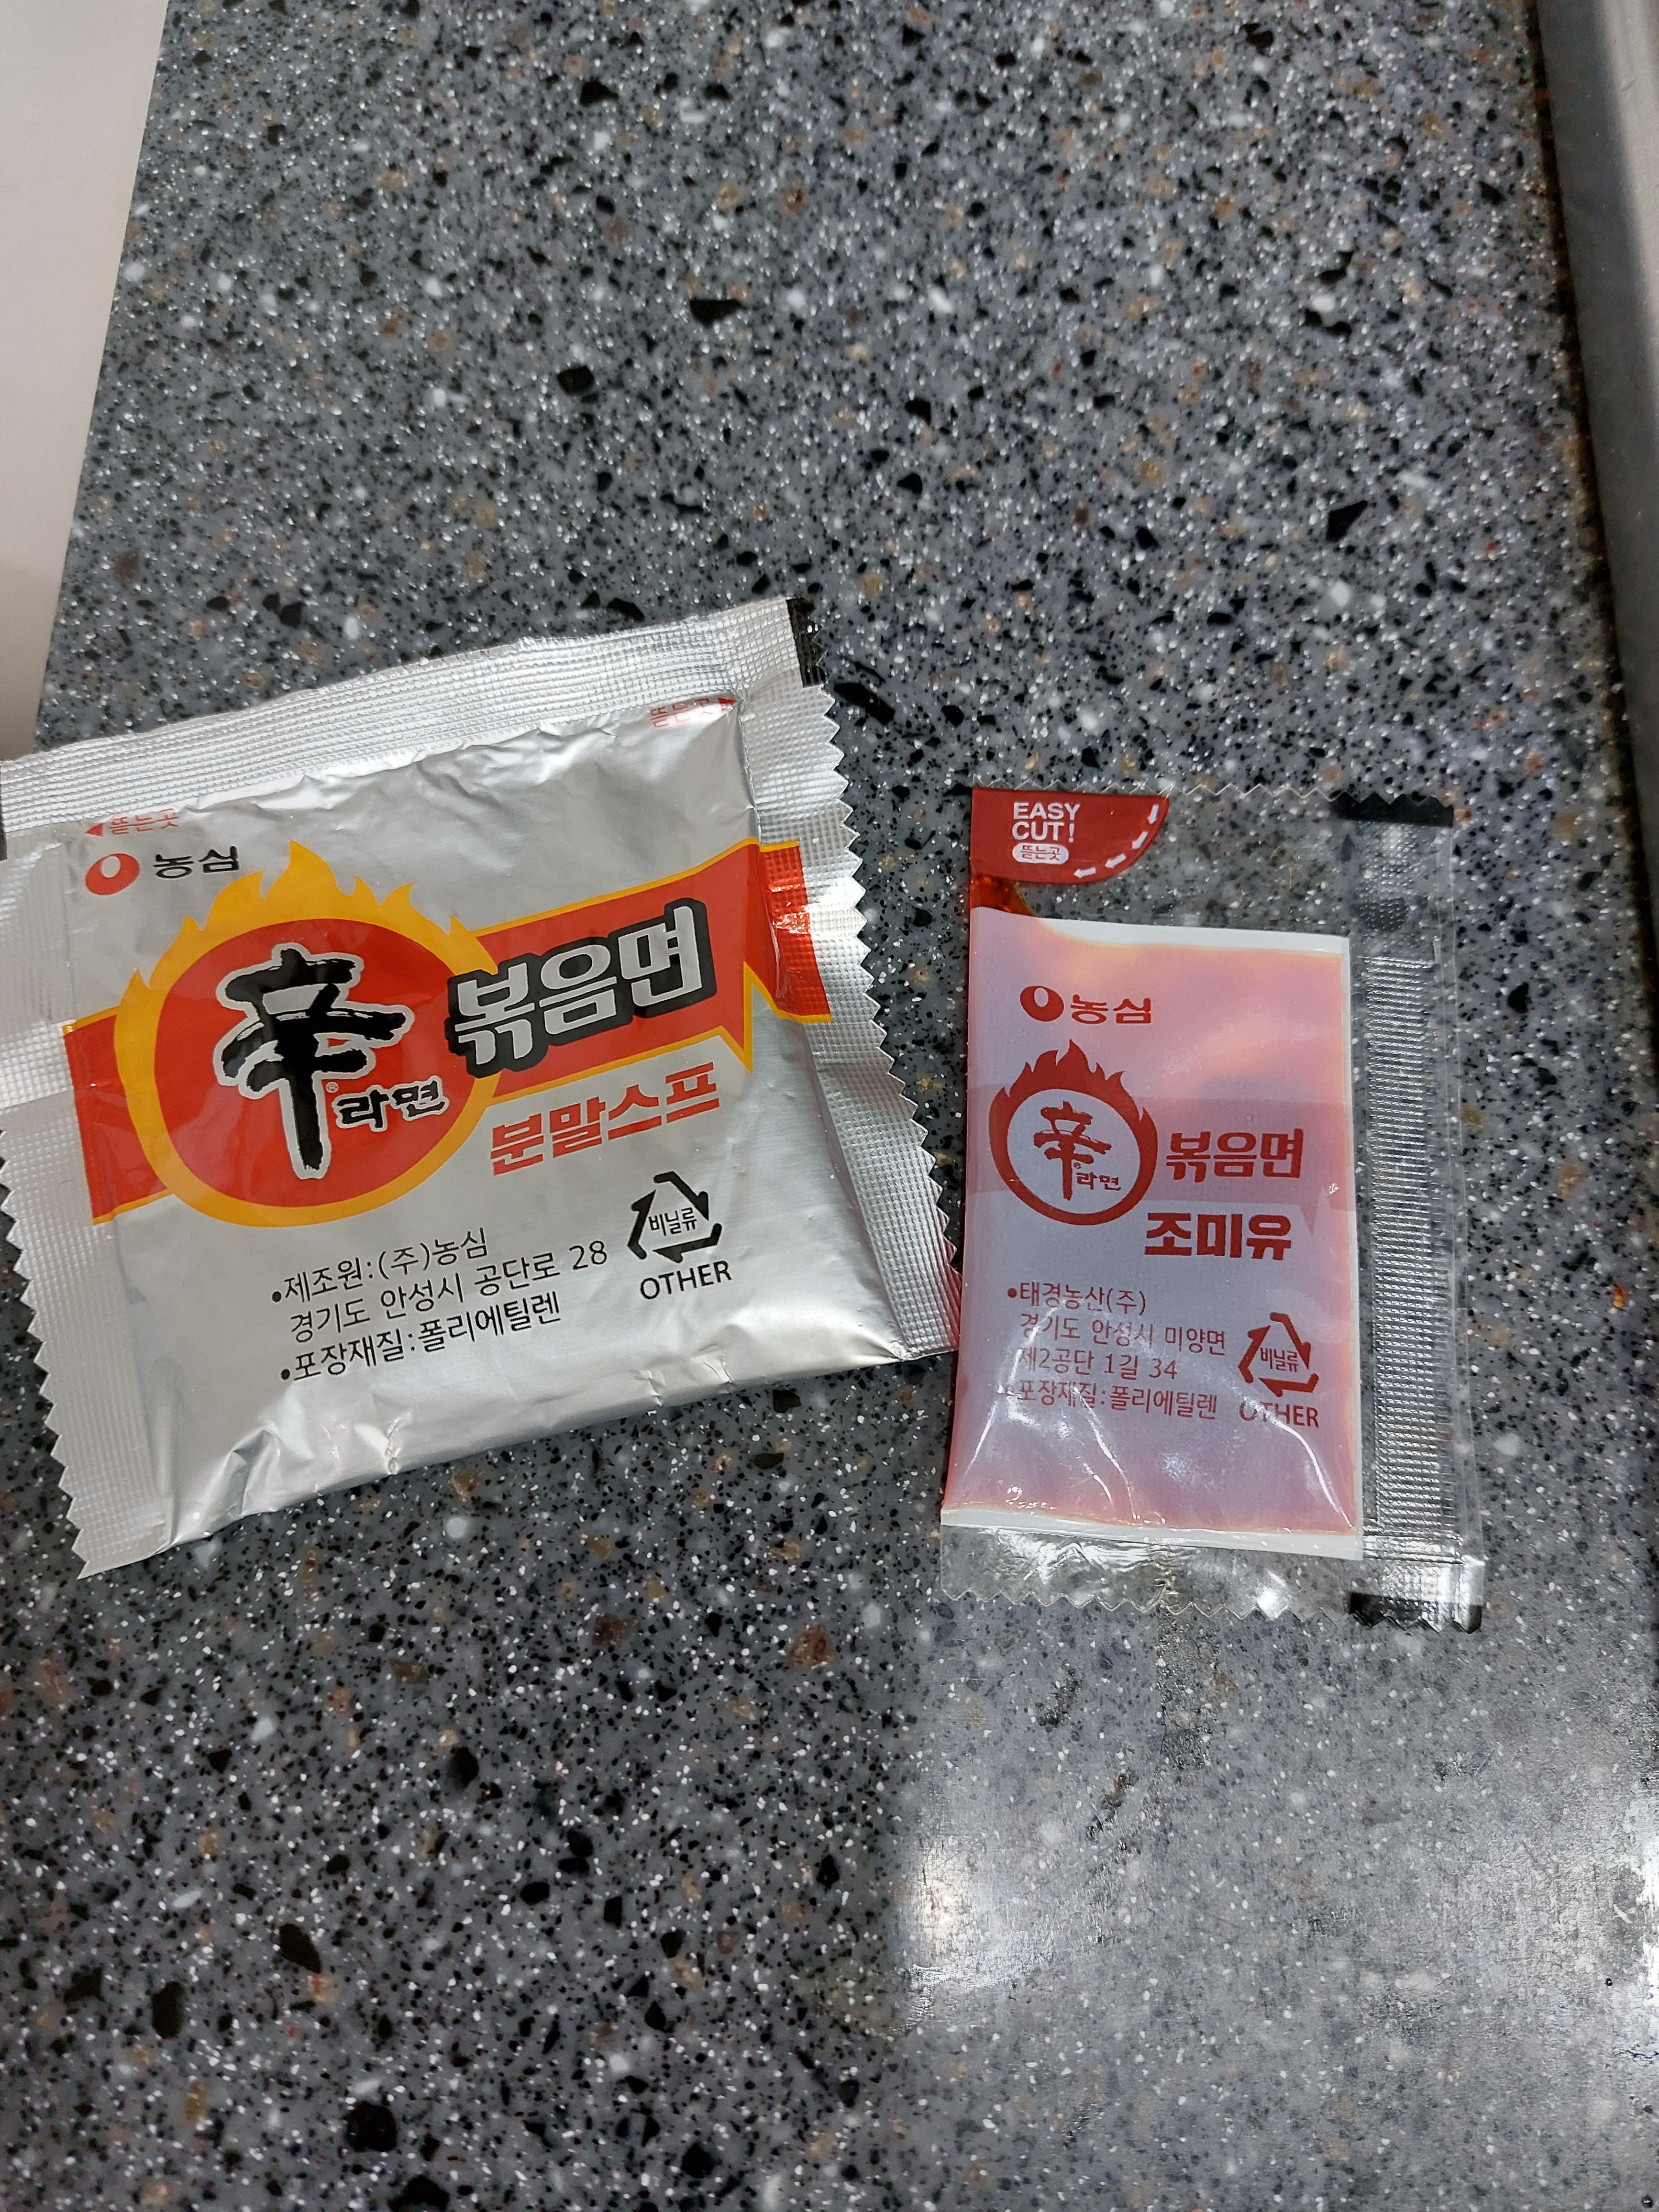 뜯는곳
뜯는곳
농심
辛라면 볶음면
분말스프
•제조원:(주)농심
경기도 안성시 공단로 28
•포장재질:폴리에틸렌
비닐류
OTHER
EASY
CUT!
뜯는곳
농심
辛라면 볶음면
조미유
•태경농산(주)
경기도 안성시 미양면
제2공단 1길 34
•포장재질:폴리에틸렌
비닐류
OTHER